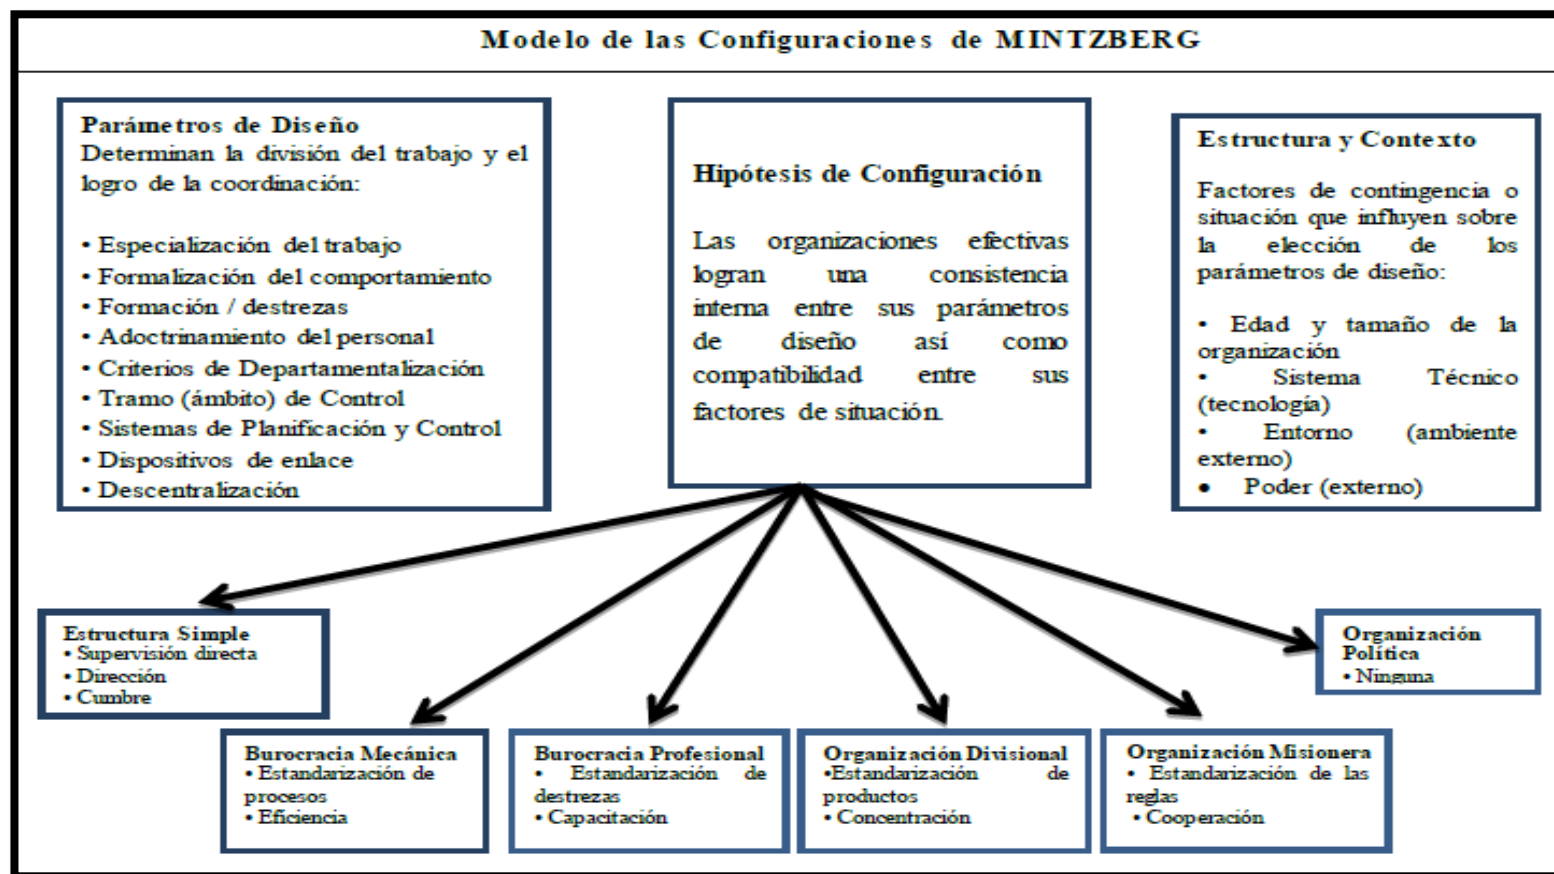 Modelo de las Configuraciones de MINTZBERG
Parámetros de Diseño
Determinan la división del trabajo y el
logro de la coordinación:
• Especialización del trabajo
• Formalización del comportamiento
• Formación / destrezas
• Adoctrinamiento del personal
• Criterios de Departamentalización
• Tramo (ámbito) de Control
• Sistemas de Planificación y Control
• Dispositivos de enlace
• Descentralización
Hipótesis de Configuración
Las organizaciones efectivas
logran una consistencia
interna entre sus parámetros
de diseño así como
compatibilidad entre sus
factores de situación.
Estructura y Contexto
Factores de contingencia o
situación que influyen sobre
la elección de los
parámetros de diseño:
• Edad y tamaño de la
organización
• Sistema Técnico
(tecnología)
• Entorno (ambiente
externo)
• Poder (externo)
Estructura Simple
• Supervisión directa
• Dirección
• Cumbre
Organización
Política
• Ninguna
Burocracia Mecánica
• Estandarización de
procesos
• Eficiencia
Burocracia Profesional
• Estandarización de
destrezas
• Capacitación
Organización Divisional
•Estandarización de
productos
• Concentración
Organización Misionera
• Estandarización de las
reglas
• Cooperación